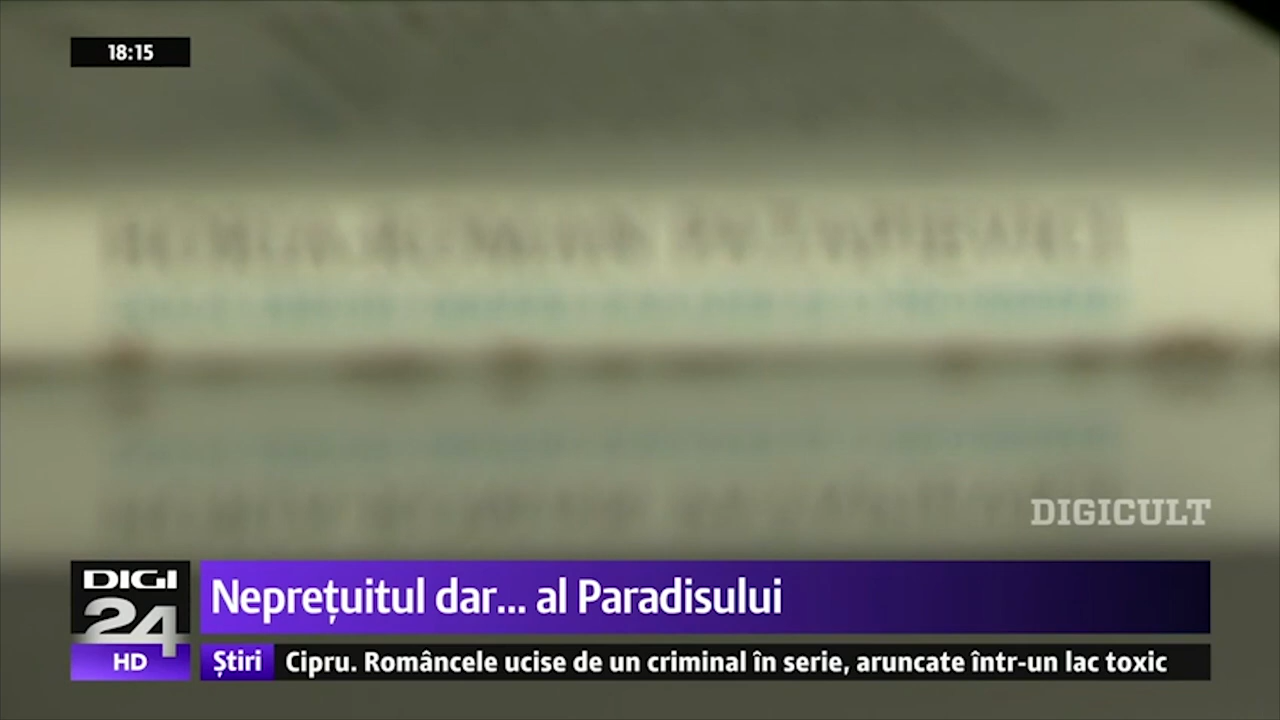 18:15
DIGICULT
DIGI
24
HD
Neprețuitul dar... al Paradisului
Știri
Cipru. Româncele ucise de un criminal în serie, aruncate într-un lac toxic